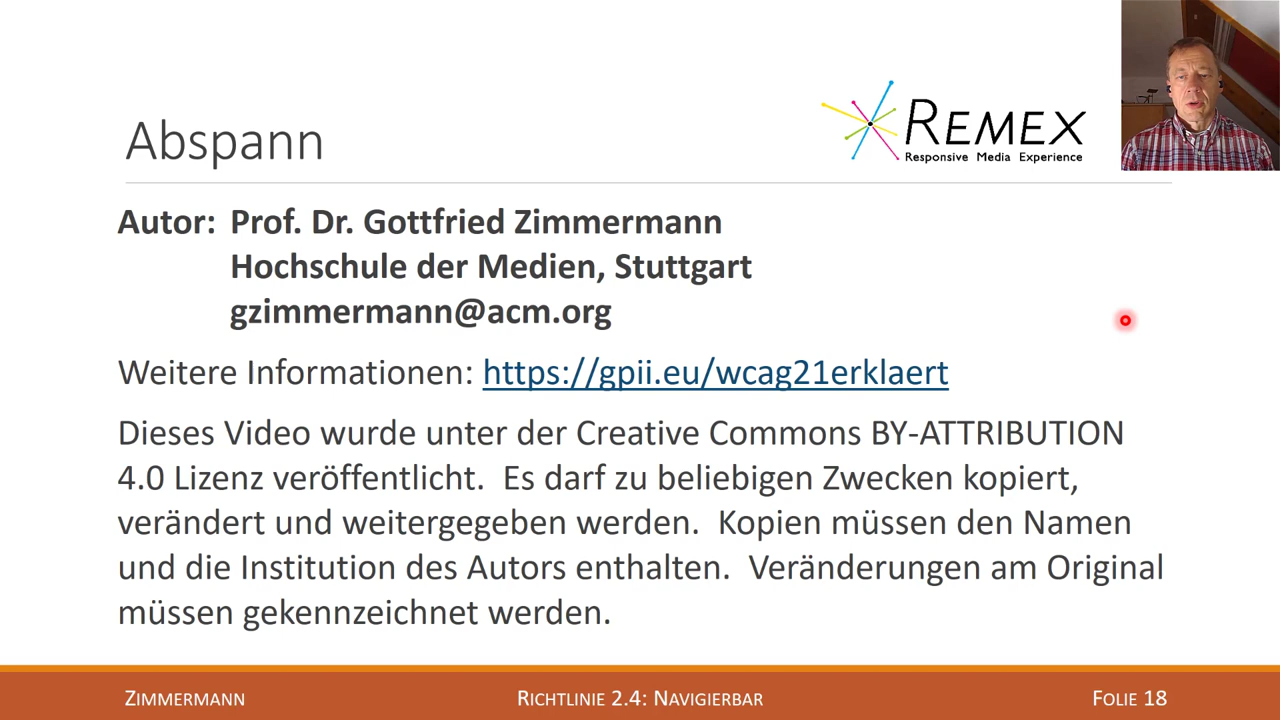 Abspann
REMEX
Responsive Media Experience
Autor: Prof. Dr. Gottfried Zimmermann
Hochschule der Medien, Stuttgart
gzimmermann@acm.org
Weitere Informationen: https://gpii.eu/wcag21erklaert
Dieses Video wurde unter der Creative Commons BY-ATTRIBUTION
4.0 Lizenz veröffentlicht.  Es darf zu beliebigen Zwecken kopiert,
verändert und weitergegeben werden.  Kopien müssen den Namen
und die Institution des Autors enthalten.  Veränderungen am Original
müssen gekennzeichnet werden.
ZIMMERMANN
RICHTLINIE 2.4: NAVIGIERBAR
FOLIE 18